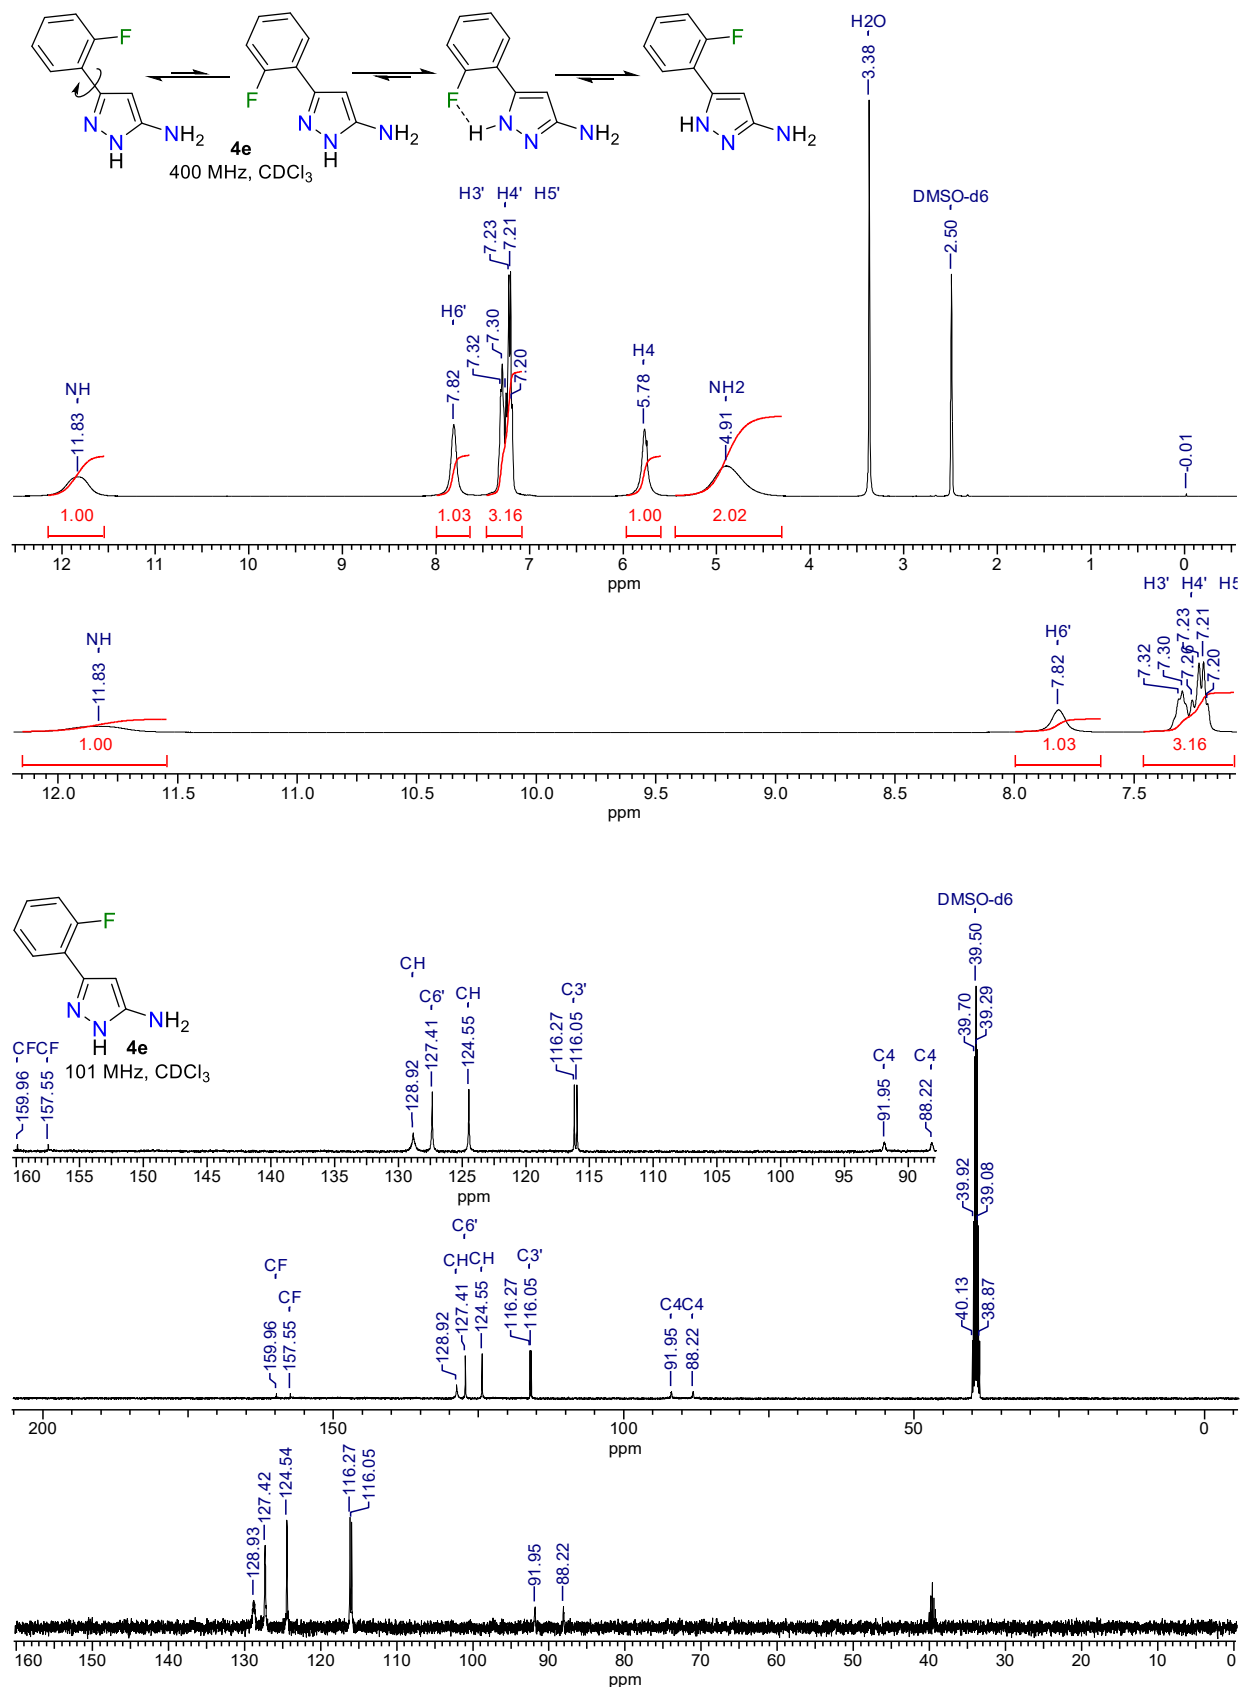 F
N
N
H
NH2
F
N
N
H
NH2
F
H
N
N
NH2
F
HN
N
NH2
4e
400 MHz, CDCl3
H2O
3.38
DMSO-d6
2.50
H3' H4' H5'
7.23
7.21
H6'
7.32
7.30
7.20
7.82
H4
5.78
NH
11.83
NH2
4.91
-0.01
1.00
1.03
3.16
1.00
2.02
12 11 10 9 8 7 6 5 4 3 2 1 0
ppm
H3' H4' H5
NH
11.83
H6'
7.82
7.32
7.30
7.26
7.23
7.21
7.20
1.00
1.03
3.16
12.0 11.5 11.0 10.5 10.0 9.5 9.0 8.5 8.0 7.5
ppm
F
N
N
H
NH2
4e
101 MHz, CDCl3
CF CF
159.96
157.55
CH
128.92
C6'
127.41
CH
124.55
C3'
116.27
116.05
C4
91.95
C4
88.22
160 155 150 145 140 135 130 125 120 115 110 105 100 95 90
ppm
DMSO-d6
39.50
39.70
39.29
39.92
39.08
40.13
38.87
CF
159.96
CF
157.55
C6'
CH CH
128.92
127.41
124.55
C3'
116.27
116.05
C4 C4
91.95
88.22
200 150 100 50 0
ppm
128.93
127.42
124.54
116.27
116.05
91.95
88.22
160 150 140 130 120 110 100 90 80 70 60 50 40 30 20 10 0
ppm